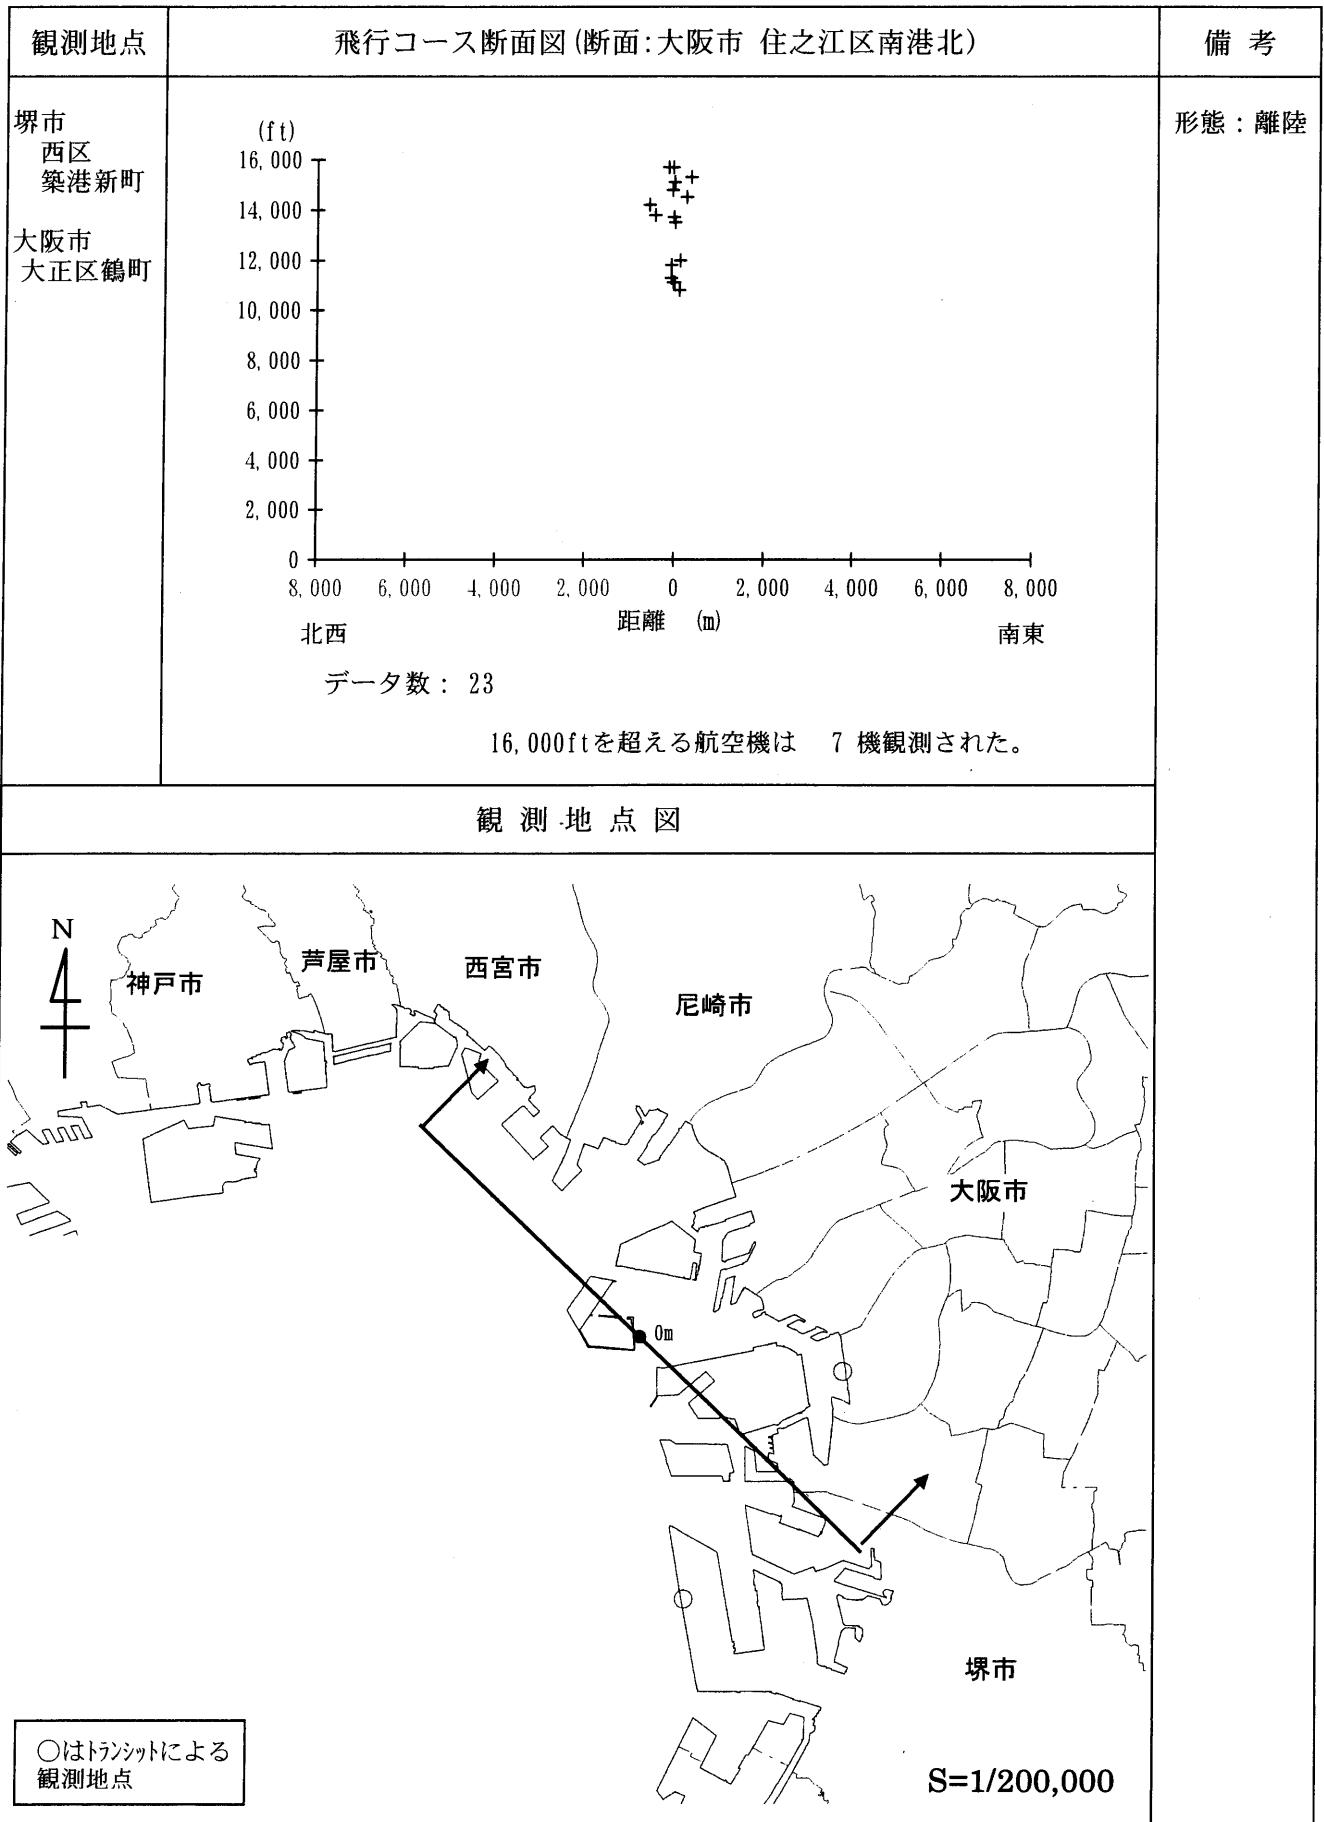 観測地点
飛行コース断面図(断面:大阪市 住之江区南港北)
備 考
堺市
西区
築港新町
大阪市
大正区鶴町
形態:離陸
(ft)
16,000
14,000
12,000
10,000
8,000
6,000
4,000
2,000
0
8,000 6,000 4,000 2,000 0 2,000 4,000 6,000 8,000
距離 (m)
北西 南東
データ数: 23
16,000ftを超える航空機は 7 機観測された。
観 測 地 点 図
N
神戸市
芦屋市
西宮市
尼崎市
大阪市
0m
堺市
○はトランシットによる
観測地点
S=1/200,000